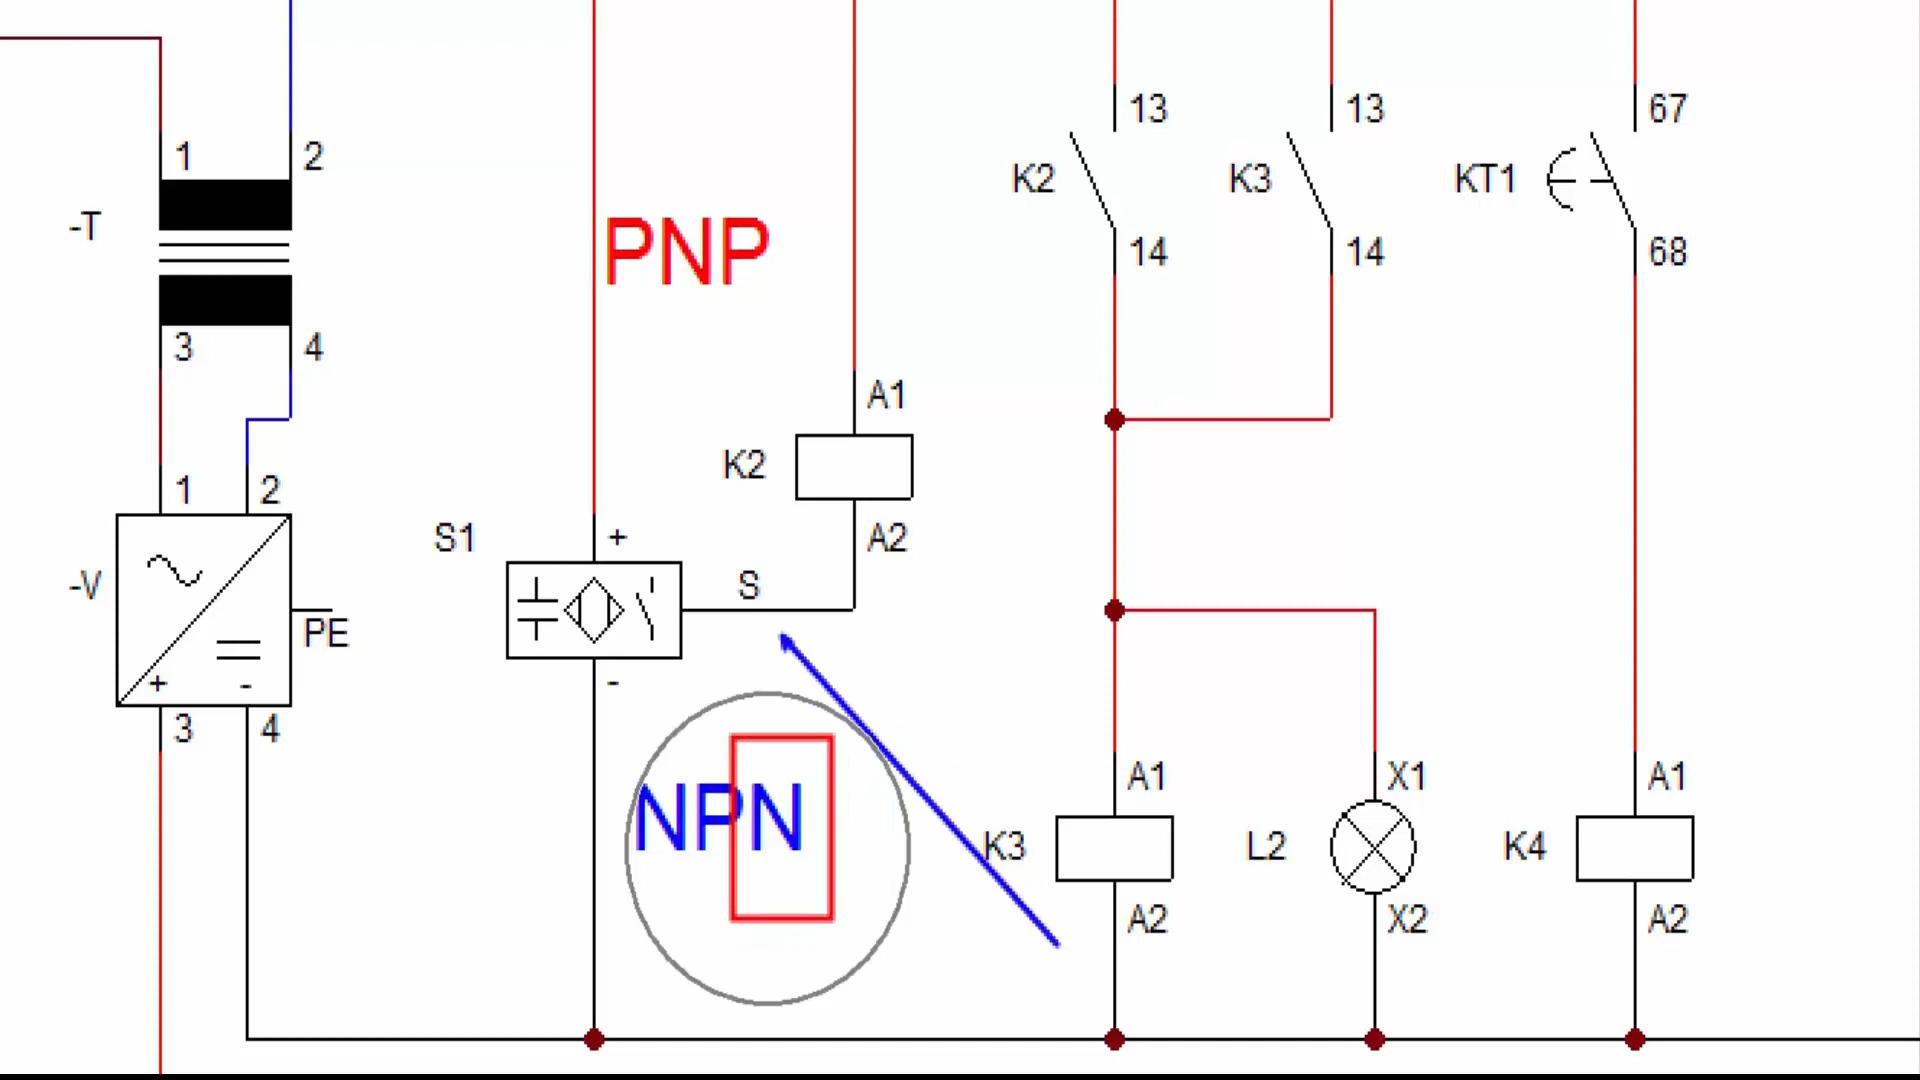 13
13
67
1
2
K2
K3
KT1
-T
PNP
14
14
68
3
4
A1
K2
1
2
S1
+
A2
-V
S
PE
+
-
-
3
4
A1
X1
A1
NPN
K3
L2
K4
A2
X2
A2